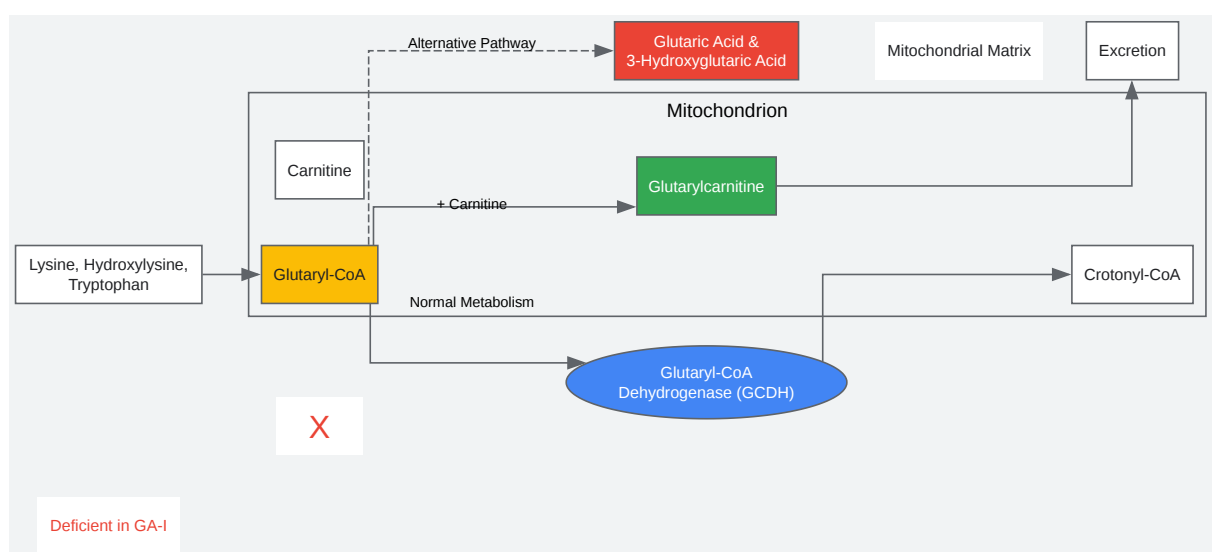 Alternative Pathway
Glutaric Acid &
3-Hydroxyglutaric Acid
Mitochondrial Matrix
Excretion
Mitochondrion
Carnitine
Glutarylcarnitine
+ Carnitine
Lysine, Hydroxylysine,
Tryptophan
Glutaryl-CoA
Crotonyl-CoA
Normal Metabolism
Glutaryl-CoA
Dehydrogenase (GCDH)
X
Deficient in GA-I